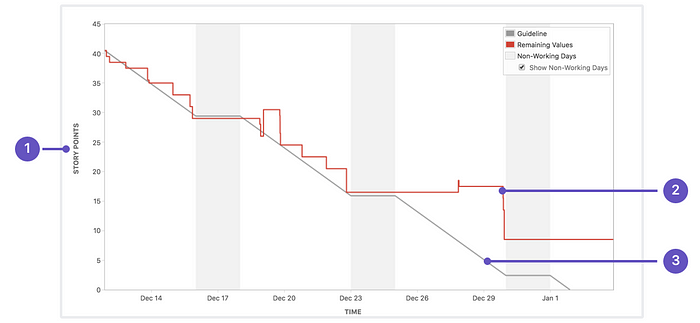 45
40
35
30
25
20
15
10
5
0
STORY POINTS
Guideline
Remaining Values
Non-Working Days
Show Non-Working Days
1
2
3
Dec 14 Dec 17 Dec 20 Dec 23 Dec 26 Dec 29 Jan 1
TIME